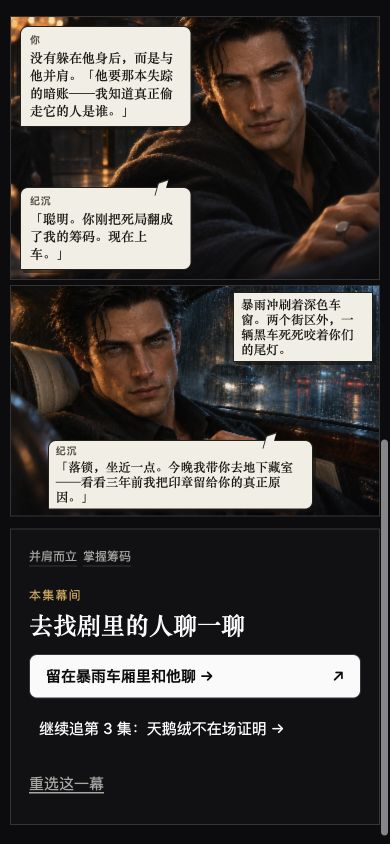 你
没有躲在他身后，而是与
他并肩。「他要那本失踪
的暗账——我知道真正偷
走它的人是谁。」
纪沉
「聪明。你刚把死局翻成
了我的筹码。现在上
车。」
暴雨冲刷着深色车
窗。两个街区外，一
辆黑车死死咬着你们
的尾灯。
纪沉
「落锁，坐近一点。今晚我带你去地下藏室
——看看三年前我把印章留给你的真正原
因。」
并肩而立 掌握筹码
本集幕间
去找剧里的人聊一聊
留在暴雨车厢里和他聊 → ↗
继续追第 3 集：天鹅绒不在场证明 →
重选这一幕